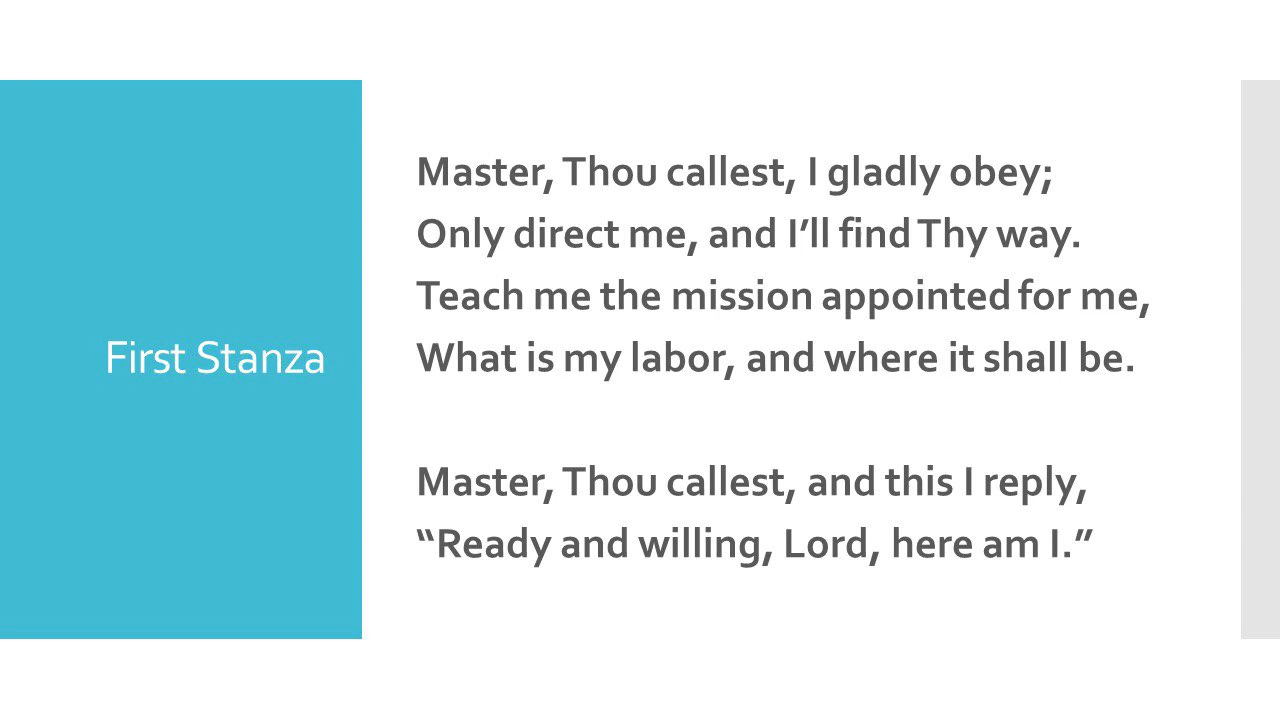 First Stanza
Master, Thou callest, I gladly obey;
Only direct me, and I’ll find Thy way.
Teach me the mission appointed for me,
What is my labor, and where it shall be.
Master, Thou callest, and this I reply,
“Ready and willing, Lord, here am I.”